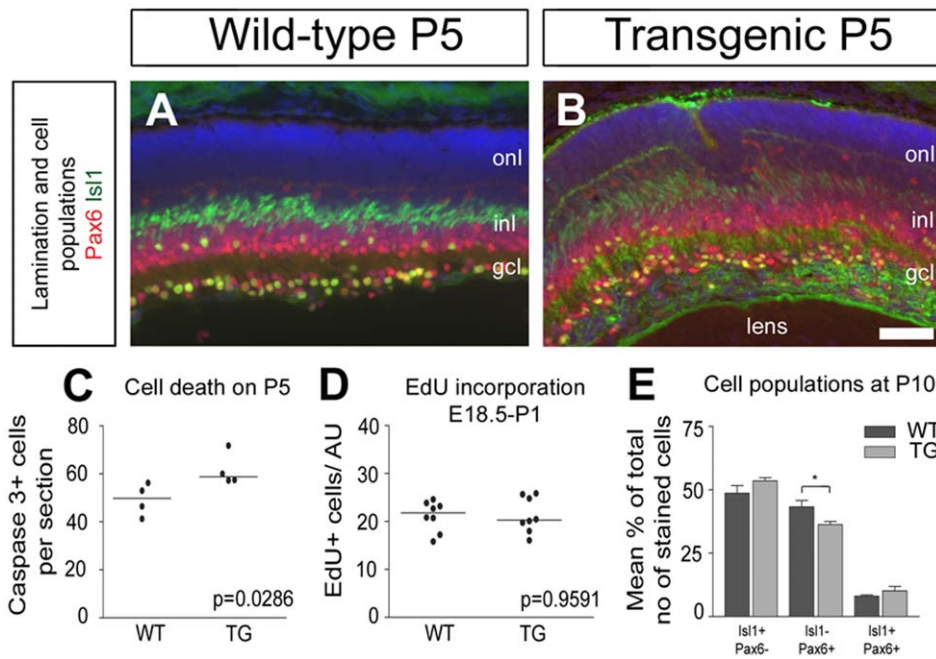 Wild-type P5
Transgenic P5
Lamination and cell
populations
Pax6 Isl1
A
onl
inl
gcl
B
onl
inl
gcl
lens
C
Cell death on P5
Caspase 3+ cells
per section
80
60
40
20
0
p=0.0286
WT
TG
D
EdU incorporation
E18.5-P1
EdU+ cells/ AU
40
30
20
10
0
p=0.9591
WT
TG
E
Cell populations at P10
Mean % of total
no of stained cells
75
50
25
0
WT
TG
*
Isl1+
Pax6-
Isl1-
Pax6+
Isl1+
Pax6+